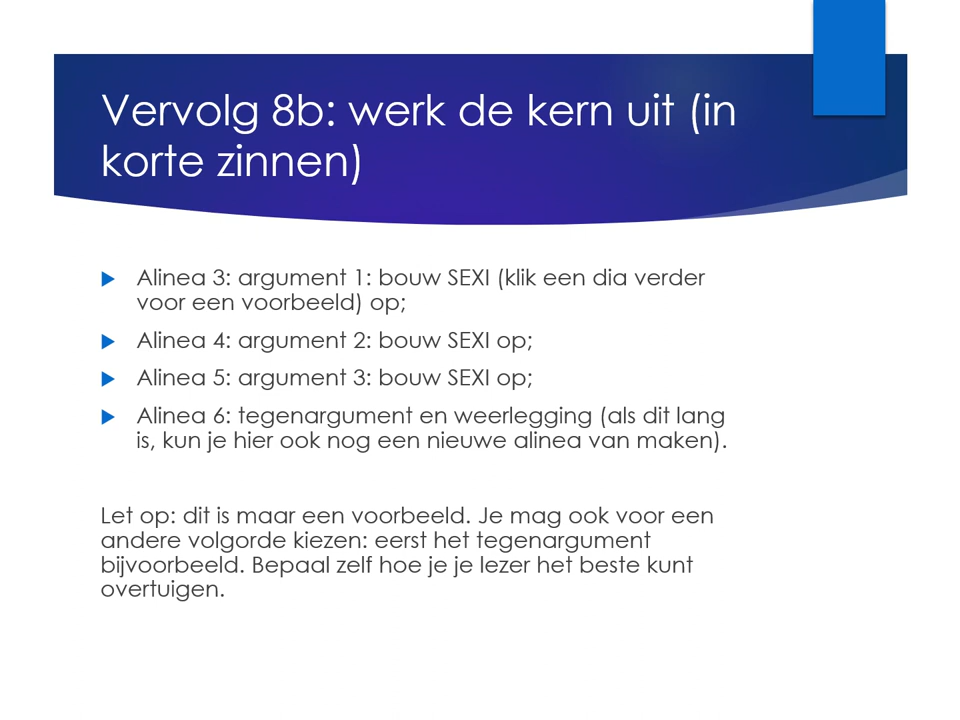 Vervolg 8b: werk de kern uit (in
korte zinnen)
Alinea 3: argument 1: bouw SEXI (klik een dia verder
voor een voorbeeld) op;
Alinea 4: argument 2: bouw SEXI op;
Alinea 5: argument 3: bouw SEXI op;
Alinea 6: tegenargument en weerlegging (als dit lang
is, kun je hier ook nog een nieuwe alinea van maken).
Let op: dit is maar een voorbeeld. Je mag ook voor een
andere volgorde kiezen: eerst het tegenargument
bijvoorbeeld. Bepaal zelf hoe je je lezer het beste kunt
overtuigen.